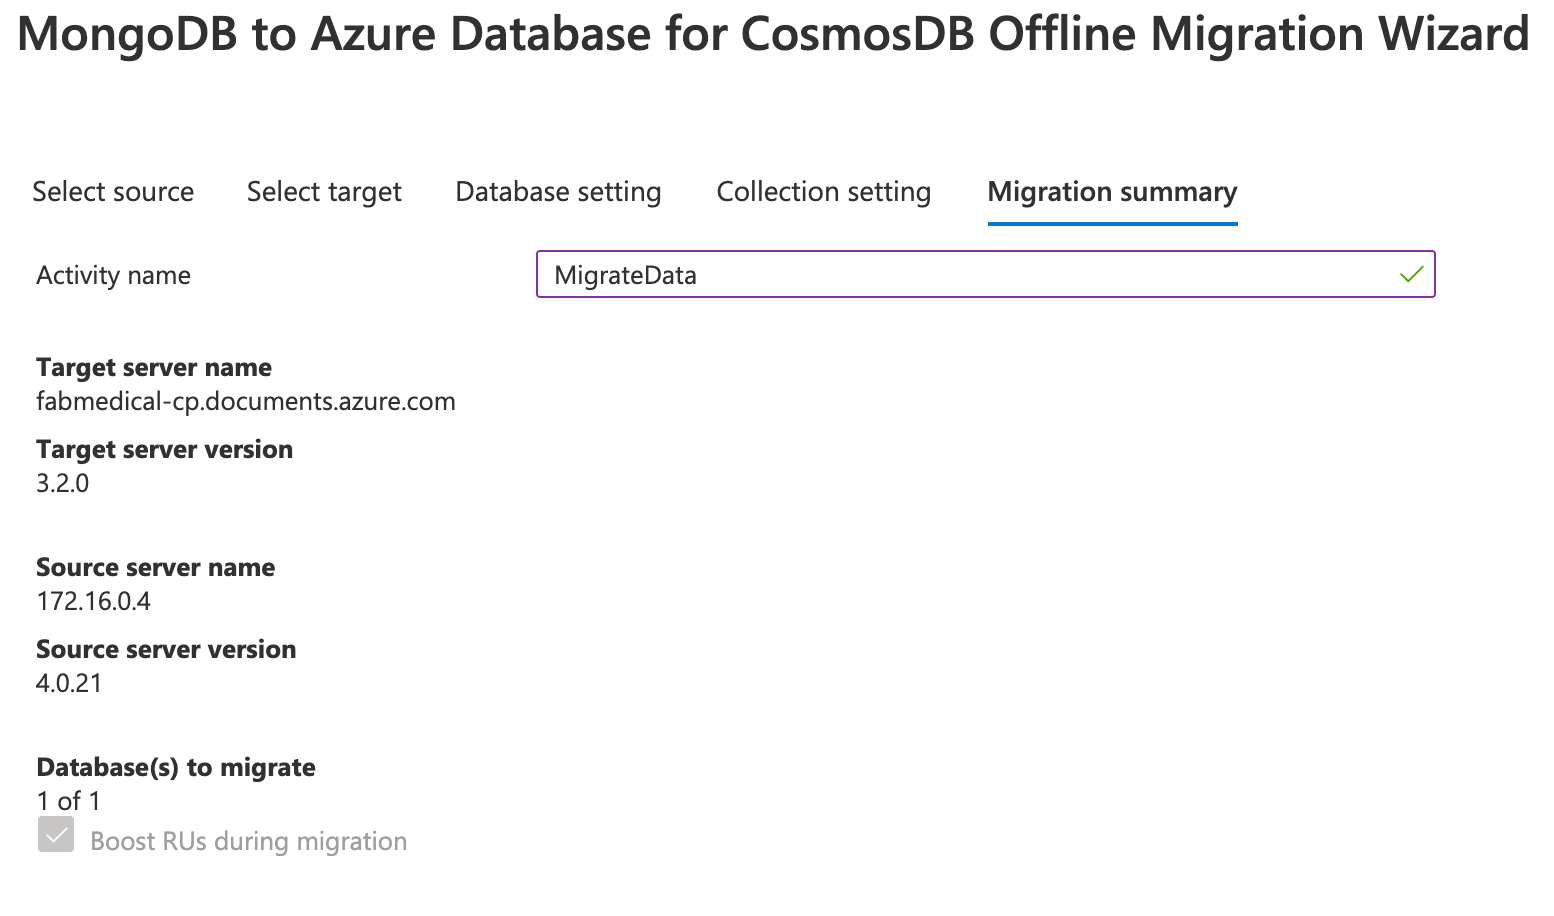 MongoDB to Azure Database for CosmosDB Offline Migration Wizard
Select source Select target Database setting Collection setting Migration summary
Activity name MigrateData
Target server name
fabmedical-cp.documents.azure.com
Target server version
3.2.0
Source server name
172.16.0.4
Source server version
4.0.21
Database(s) to migrate
1 of 1
Boost RUs during migration